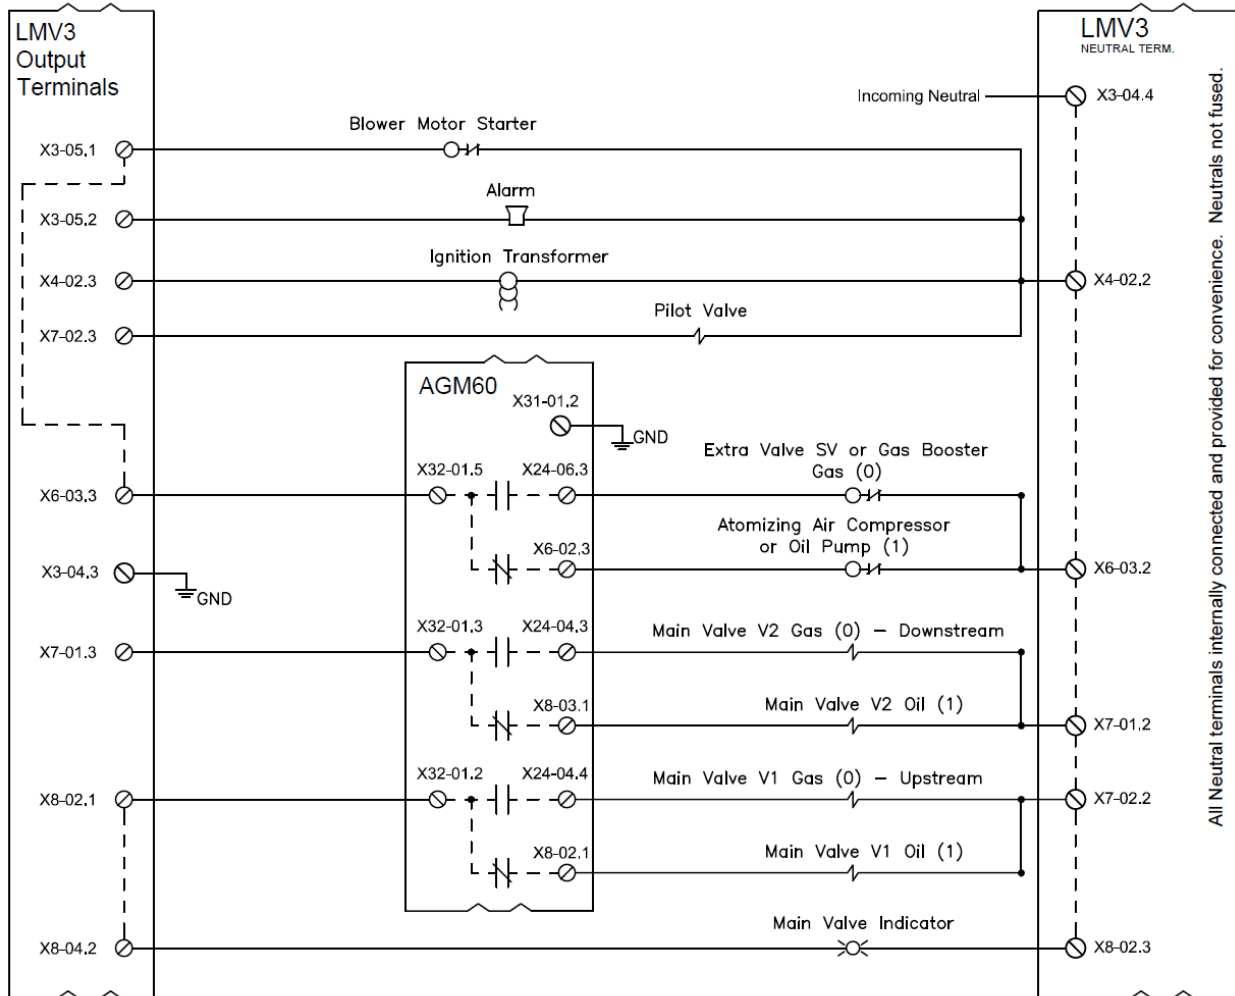 LMV3
Output
Terminals
LMV3
NEUTRAL TERM.
Incoming Neutral
X3-04.4
Blower Motor Starter
X3-05.1
Alarm
X3-05.2
Ignition Transformer
X4-02.3
X4-02.2
Pilot Valve
X7-02.3
AGM60
X31-01.2
GND
Extra Valve SV or Gas Booster
Gas (0)
X32-01.5
X24-06.3
X6-03.3
Atomizing Air Compressor
or Oil Pump (1)
X6-02.3
X6-03.2
X3-04.3
GND
X32-01.3
X24-04.3
Main Valve V2 Gas (0) – Downstream
X7-01.3
X8-03.1
Main Valve V2 Oil (1)
X7-01.2
X32-01.2
X24-04.4
Main Valve V1 Gas (0) – Upstream
X8-02.1
X7-02.2
X8-02.1
Main Valve V1 Oil (1)
Main Valve Indicator
X8-04.2
X8-02.3
All Neutral terminals internally connected and provided for convenience. Neutrals not fused.